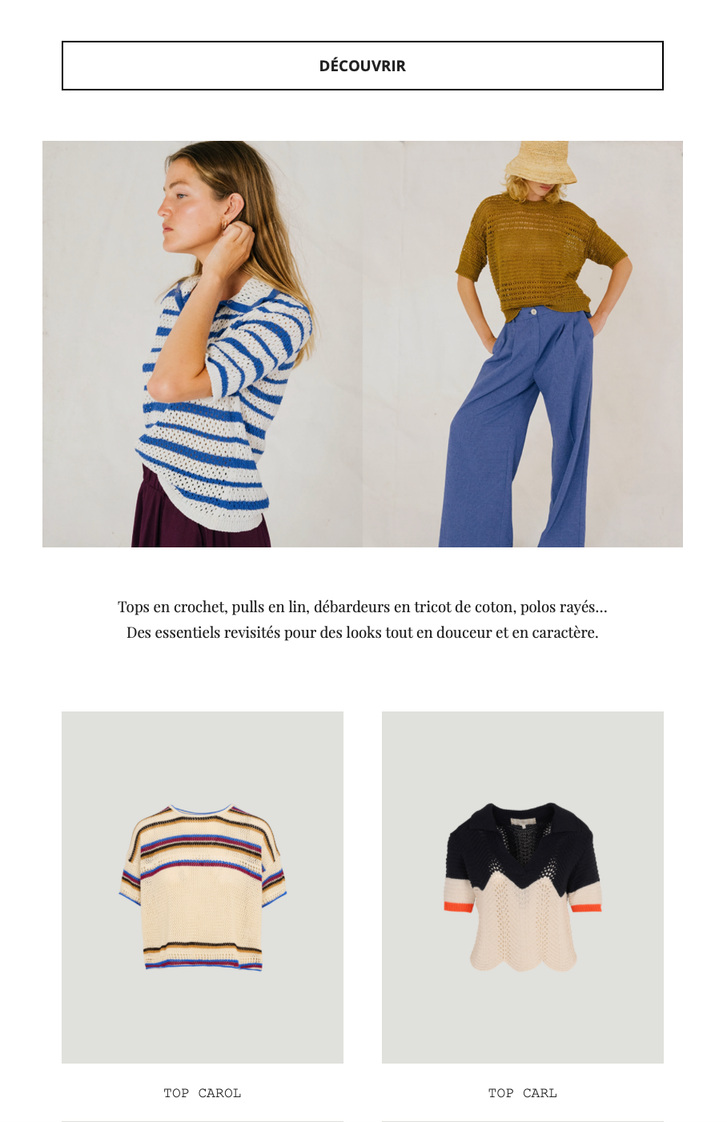 DÉCOUVRIR
Tops en crochet, pulls en lin, débardeurs en tricot de coton, polos rayés...
Des essentiels revisités pour des looks tout en douceur et en caractère.
TOP CAROL
TOP CARL